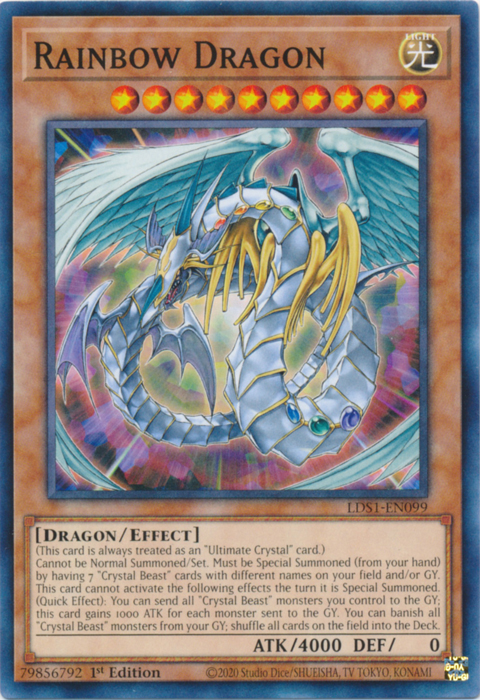 RAINBOW DRAGON
LIGHT
光
LDS1-EN099
[DRAGON/EFFECT]
(This card is always treated as an "Ultimate Crystal" card.)
Cannot be Normal Summoned/Set. Must be Special Summoned (from your hand)
by having 7 "Crystal Beast" cards with different names on your field and/or GY.
This card cannot activate the following effects the turn it is Special Summoned.
(Quick Effect): You can send all "Crystal Beast" monsters you control to the GY;
this card gains 1000 ATK for each monster sent to the GY. You can banish all
"Crystal Beast" monsters from your GY; shuffle all cards on the field into the Deck.
ATK/4000 DEF/ 0
79856792 1st Edition ©2020 Studio Dice/SHUEISHA, TV TOKYO, KONAMI